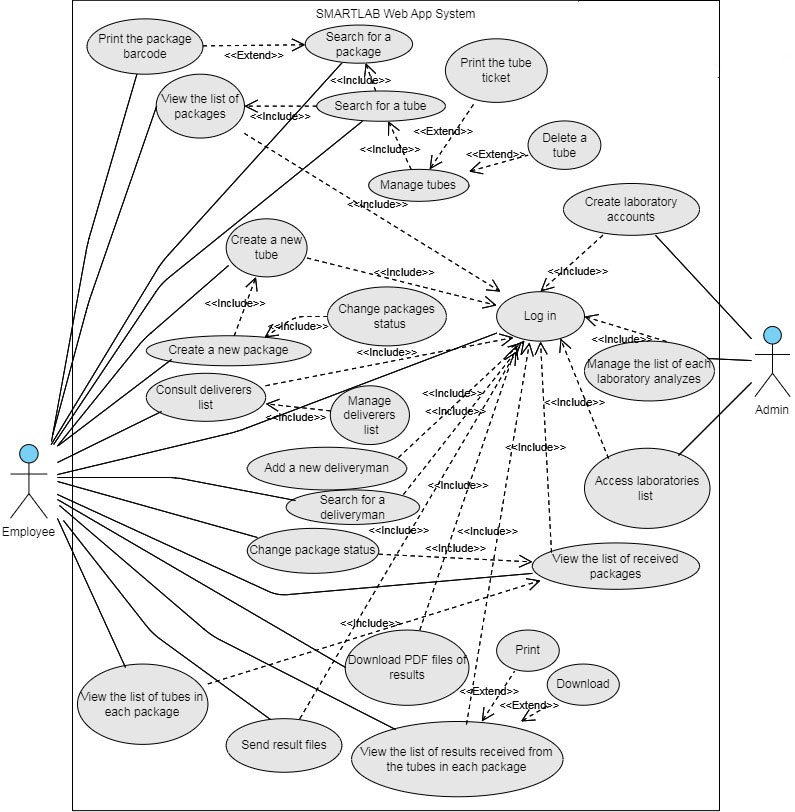 SMARTLAB Web App System
Print the package
barcode
<<Extend>>
Search for a
package
<<Include>>
Print the tube
ticket
View the list of
packages
<<Include>>
Search for a tube
<<Extend>>
<<Include>>
Delete a
tube
<<Extend>>
Manage tubes
<<Include>>
Create laboratory
accounts
Create a new
tube
<<Include>>
<<Include>>
<<Include>>
Change packages
status
<<Include>>
Log in
<<Include>>
Create a new package
<<Include>>
Manage the list of each
laboratory analyzes
Admin
Consult deliverers
list
Manage
deliverers
list
<<Include>>
<<Include>>
<<Include>>
<<Include>>
<<Include>>
Add a new deliveryman
Access laboratories
list
<<Include>>
Search for a
deliveryman
Employee
<<Include>>
<<Include>>
Change package status
<<Include>>
View the list of received
packages
<<Include>>
Print
Download PDF files of
results
Download
View the list of tubes in
each package
<<Extend>>
<<Extend>>
Send result files
View the list of results received from
the tubes in each package